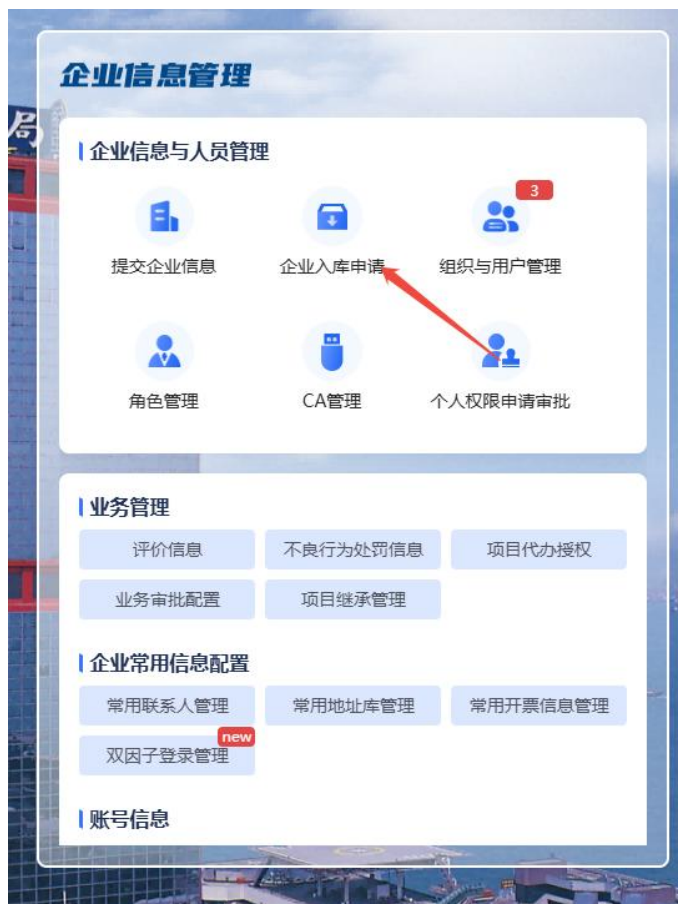 企业信息管理
局
企业信息与人员管理
3
提交企业信息 企业入库申请 组织与用户管理
角色管理 CA管理 个人权限申请审批
业务管理
评价信息 不良行为处罚信息 项目代办授权
业务审批配置 项目继承管理
企业常用信息配置
常用联系人管理 常用地址库管理 常用开票信息管理
new
双因子登录管理
账号信息